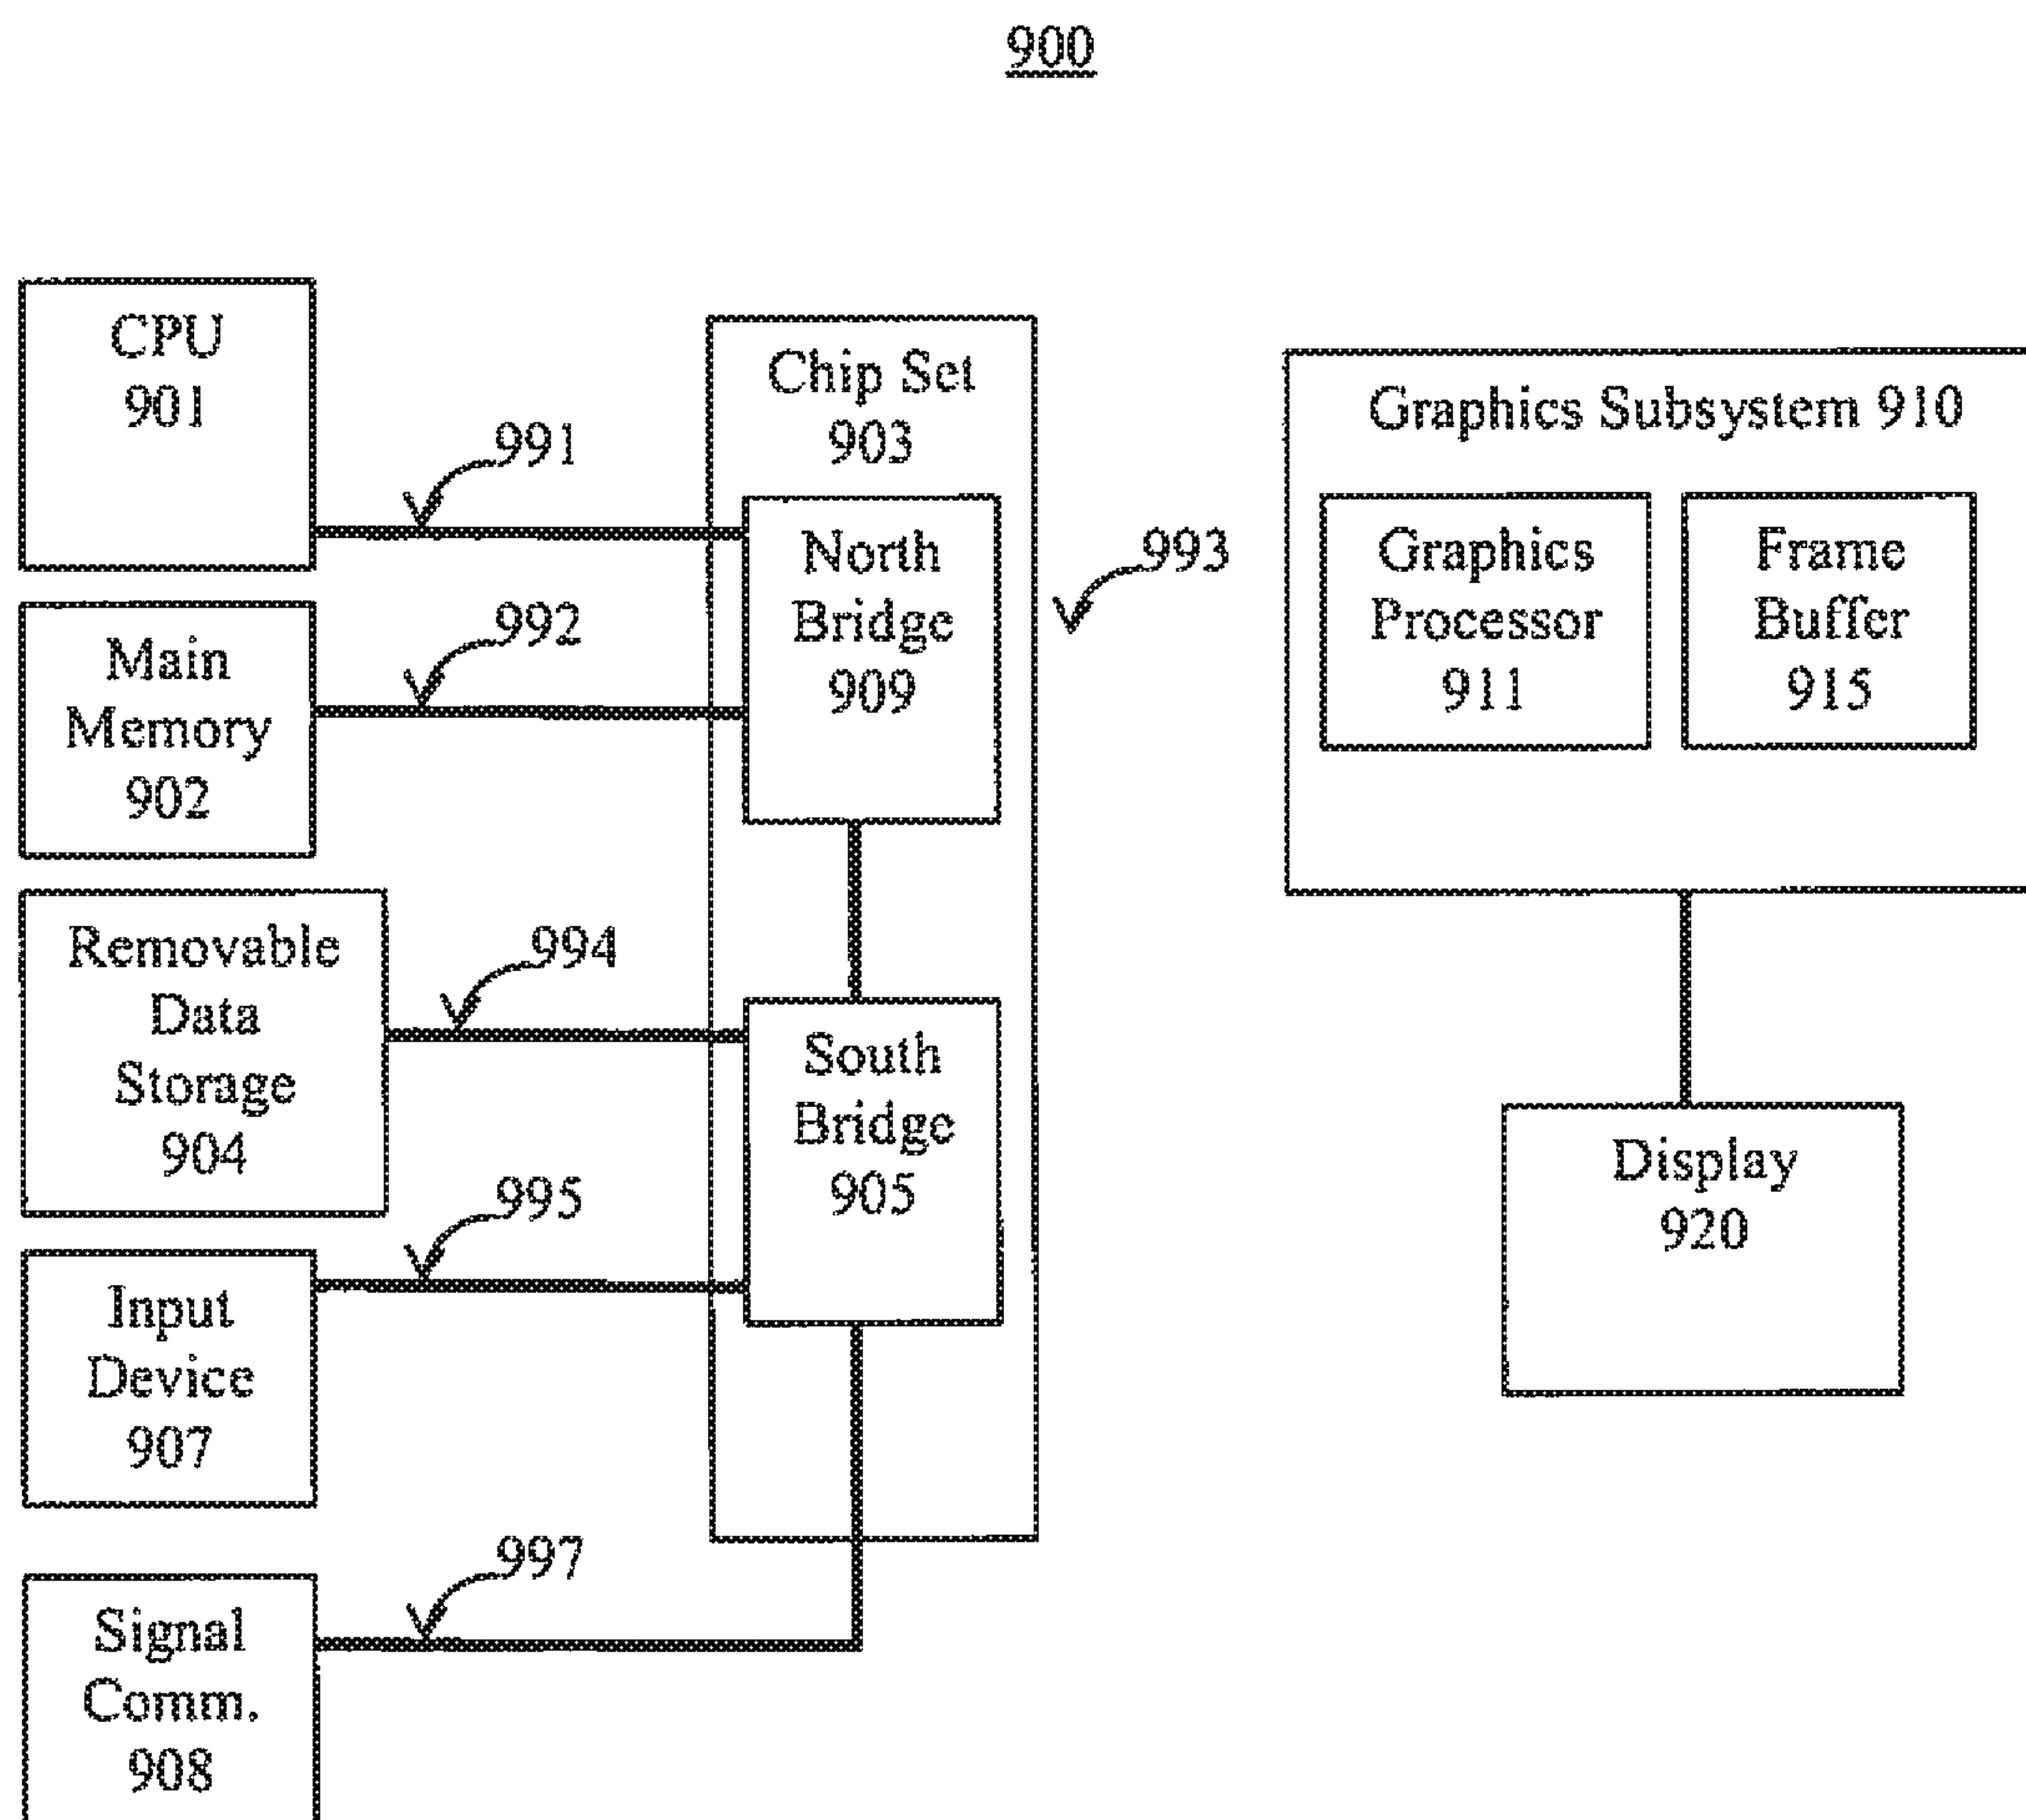 900
CPU
901
991
Main
Memory
902
992
Removable
Data
Storage
904
994
Input
Device
907
995
Signal
Comm.
908
997
Chip Set
903
North
Bridge
909
South
Bridge
905
993
Graphics Subsystem 910
Graphics
Processor
911
Frame
Buffer
915
Display
920